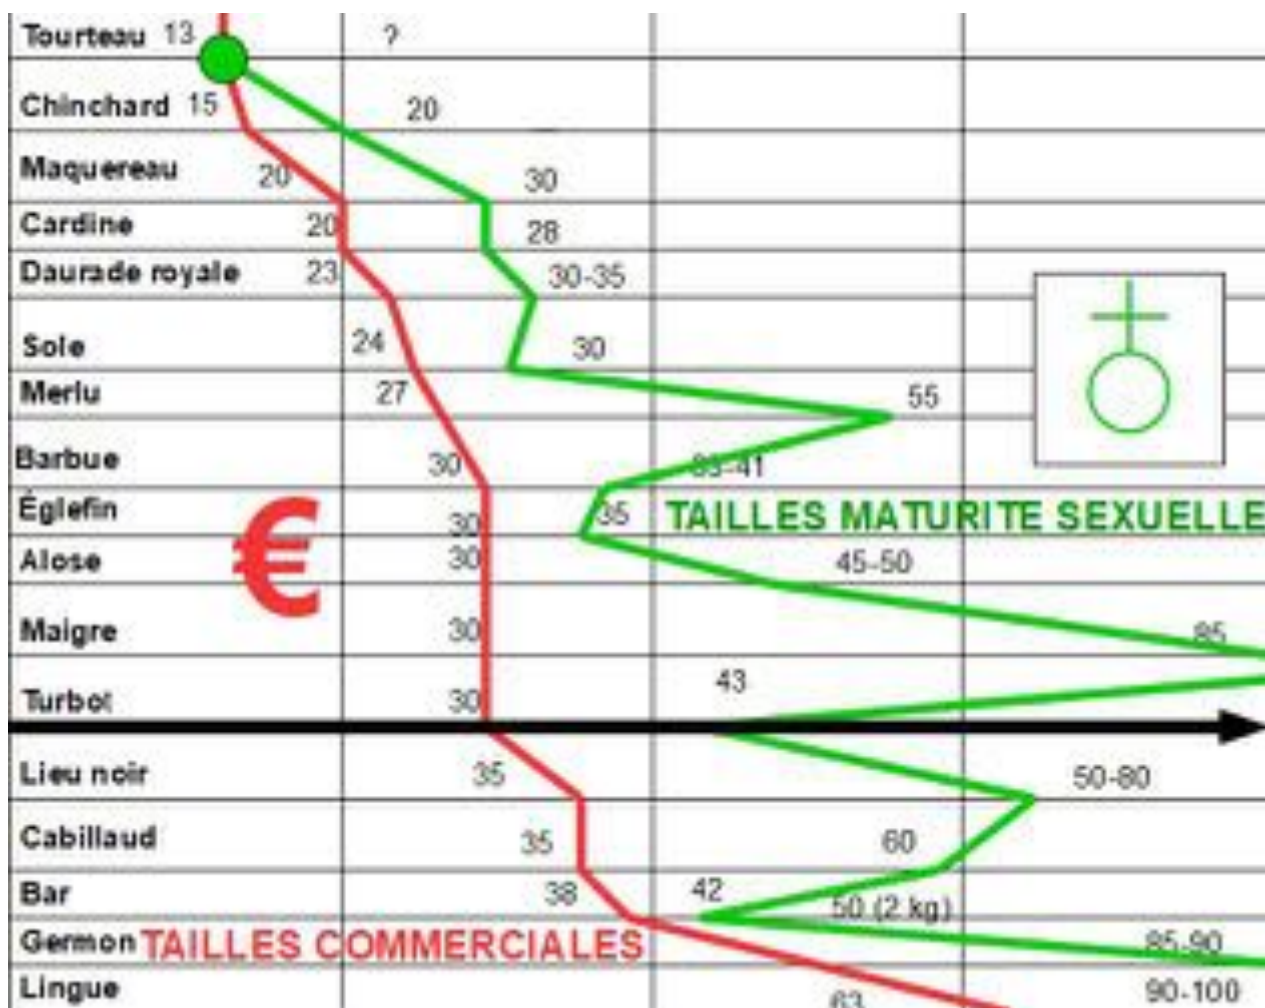 Tourteau 13 ?
Chinchard 15 20
Maquereau 20 30
Cardine 20 28
Daurade royale 23 30-35
Sole 24 30
Merlu 27 55
Barbue 30 33-41
Églefin 30 35 TAILLES MATURITE SEXUELLE
€
Alose 30 45-50
Maigre 30 85
Turbot 30 43
Lieu noir 35 50-80
Cabillaud 35 60
Bar 38 42 50 (2 kg)
Germon TAILLES COMMERCIALES 85-90
Lingue 63 90-100